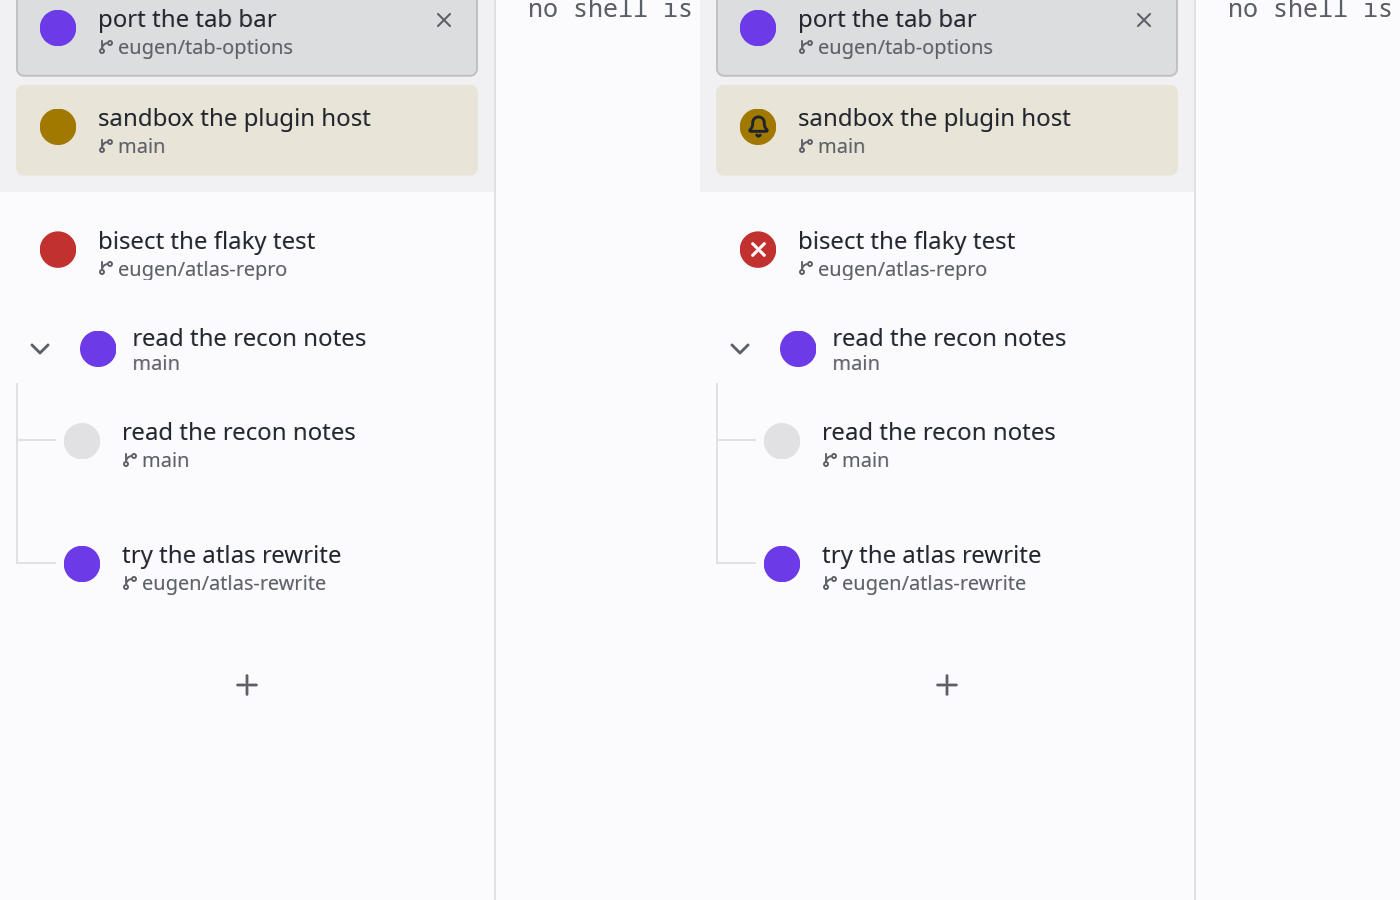 port the tab bar
eugen/tab-options
sandbox the plugin host
main
bisect the flaky test
eugen/atlas-repro
read the recon notes
main
read the recon notes
main
try the atlas rewrite
eugen/atlas-rewrite
no shell is
port the tab bar
eugen/tab-options
sandbox the plugin host
main
bisect the flaky test
eugen/atlas-repro
read the recon notes
main
read the recon notes
main
try the atlas rewrite
eugen/atlas-rewrite
no shell is